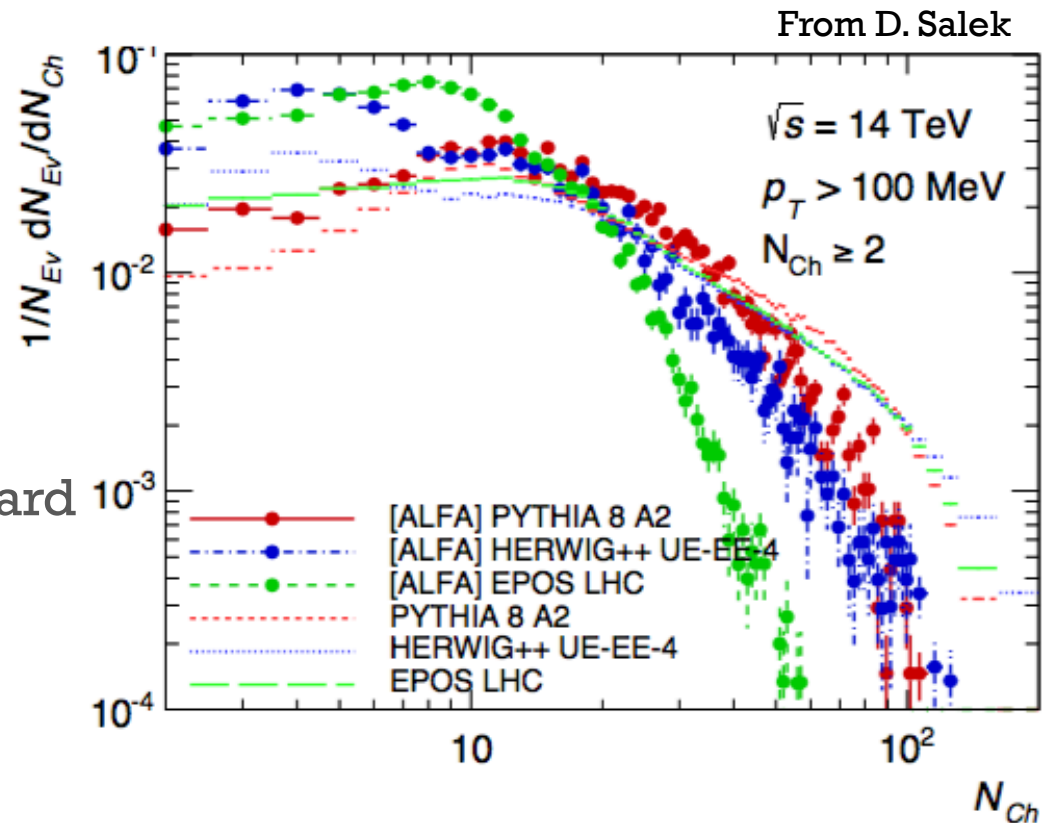 From D. Salek
1/N_Ev dN_Ev/dN_Ch
10^-1
10^-2
10^-3
10^-4
√s = 14 TeV
p_T > 100 MeV
N_Ch ≥ 2
ard
[ALFA] PYTHIA 8 A2
[ALFA] HERWIG++ UE-EE-4
[ALFA] EPOS LHC
PYTHIA 8 A2
HERWIG++ UE-EE-4
EPOS LHC
10
10^2
N_Ch